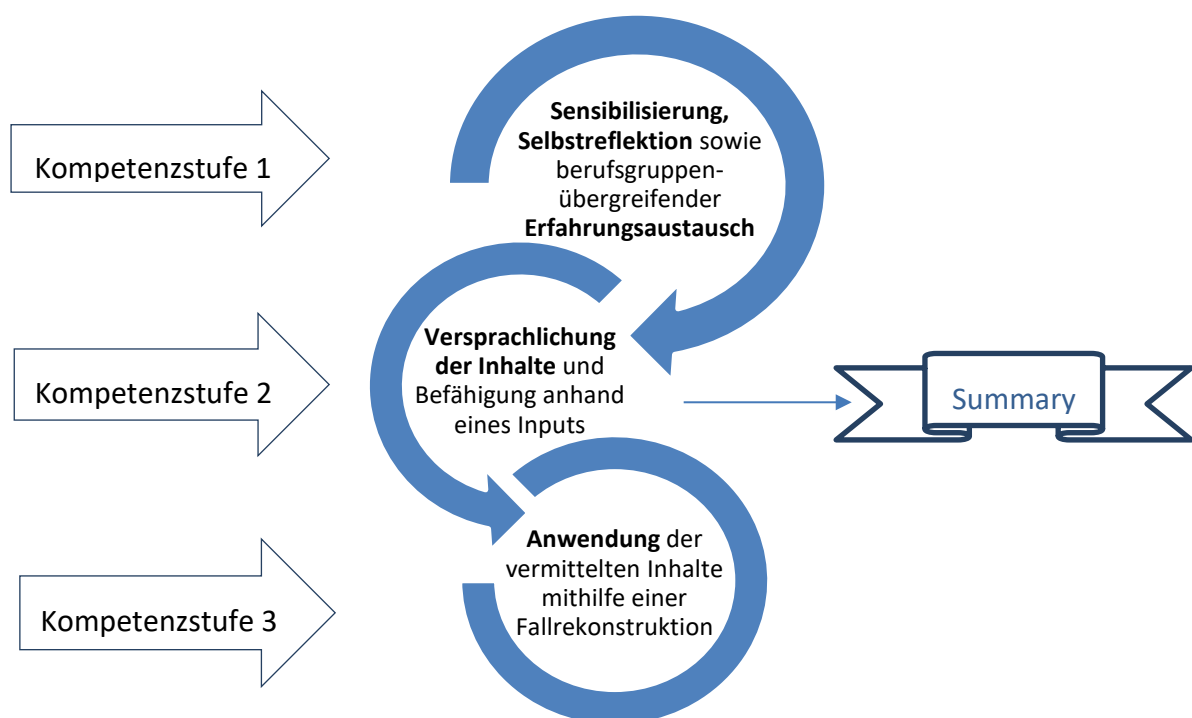 Kompetenzstufe 1
Sensibilisierung,
Selbstreflektion sowie
berufsgruppen-
übergreifender
Erfahrungsaustausch
Kompetenzstufe 2
Versprachlichung
der Inhalte und
Befähigung anhand
eines Inputs
Summary
Kompetenzstufe 3
Anwendung der
vermittelten Inhalte
mithilfe einer
Fallrekonstruktion